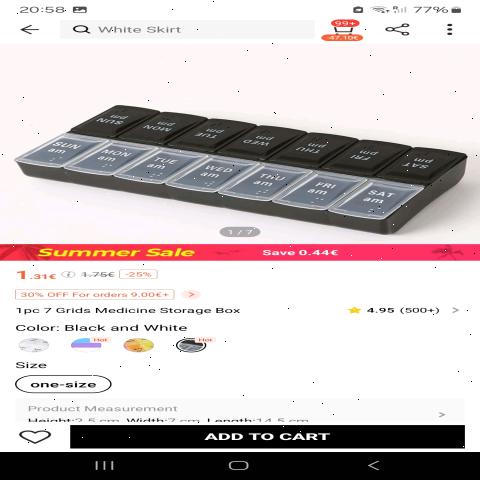 20:58 77%
White Skirt 99+
-47.10€
SUN pm MON pm TUE pm WED pm THU pm FRI pm SAT pm
SUN am MON am TUE am WED am THU am FRI am SAT am
1/7
Summer Sale Save 0.44€
1.31€ 1.75€ -25%
30% OFF For orders 9.00€+ >
1pc 7 Grids Medicine Storage Box 4.95 (500+) >
Color: Black and White
Hot Hot
Size
one-size
Product Measurement
Height:2.5 cm Width:7 cm Length:14.5 cm
ADD TO CART